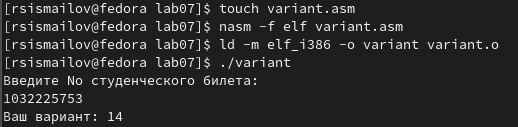 [rsismailov@fedora lab07]$ touch variant.asm
[rsismailov@fedora lab07]$ nasm -f elf variant.asm
[rsismailov@fedora lab07]$ ld -m elf_i386 -o variant variant.o
[rsismailov@fedora lab07]$ ./variant
Введите No студенческого билета:
1032225753
Ваш вариант: 14